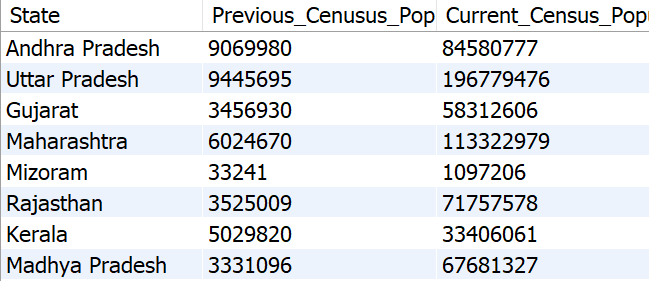 State Previous_Cenusus_Pop Current_Census_Popu
Andhra Pradesh 9069980 84580777
Uttar Pradesh 9445695 196779476
Gujarat 3456930 58312606
Maharashtra 6024670 113322979
Mizoram 33241 1097206
Rajasthan 3525009 71757578
Kerala 5029820 33406061
Madhya Pradesh 3331096 67681327